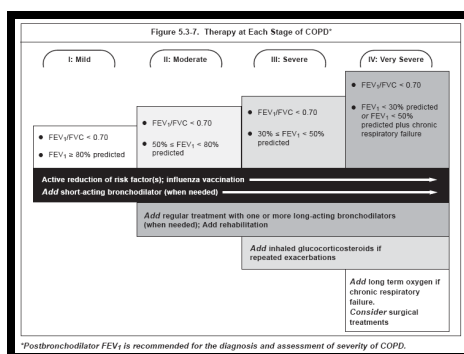 Figure 5.3-7. Therapy at Each Stage of COPD*
I: Mild
II: Moderate
III: Severe
IV: Very Severe
• FEV₁/FVC < 0.70
• FEV₁ ≥ 80% predicted
• FEV₁/FVC < 0.70
• 50% ≤ FEV₁ < 80%
predicted
• FEV₁/FVC < 0.70
• 30% ≤ FEV₁ < 50%
predicted
• FEV₁/FVC < 0.70
• FEV₁ < 30% predicted
or FEV₁ < 50%
predicted plus chronic
respiratory failure
Active reduction of risk factor(s); influenza vaccination
Add short-acting bronchodilator (when needed)
Add regular treatment with one or more long-acting bronchodilators
(when needed); Add rehabilitation
Add inhaled glucocorticosteroids if
repeated exacerbations
Add long term oxygen if
chronic respiratory
failure.
Consider surgical
treatments
*Postbronchodilator FEV₁ is recommended for the diagnosis and assessment of severity of COPD.